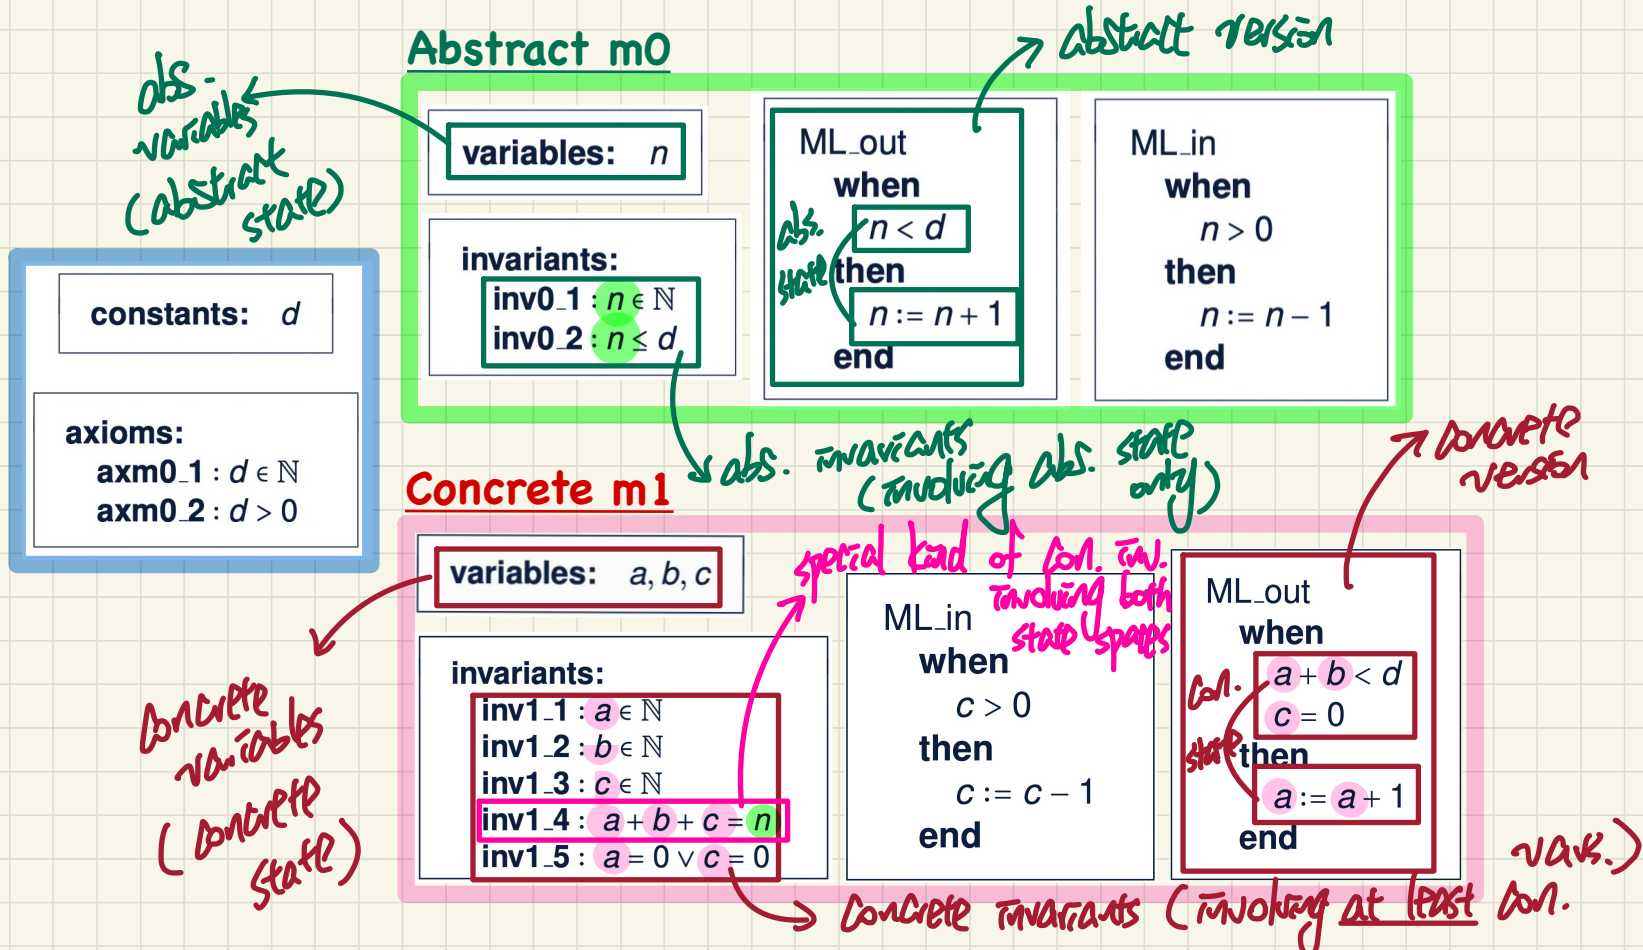 Abstract m0
abstract version
abs.
variables
(abstract
state)
variables: n
invariants:
inv0_1 : n ∈ ℕ
inv0_2 : n ≤ d
ML_out
when
n < d
then
n := n + 1
end
abs.
state
ML_in
when
n > 0
then
n := n − 1
end
constants: d
axioms:
axm0_1 : d ∈ ℕ
axm0_2 : d > 0
abs. invariants
(involving abs. state
only)
concrete
version
Concrete m1
variables: a, b, c
special kind of con. inv.
involving both
state spaces
concrete
variables
(concrete
state)
invariants:
inv1_1 : a ∈ ℕ
inv1_2 : b ∈ ℕ
inv1_3 : c ∈ ℕ
inv1_4 : a + b + c = n
inv1_5 : a = 0 ∨ c = 0
ML_in
when
c > 0
then
c := c − 1
end
ML_out
when
a + b < d
c = 0
then
a := a + 1
end
con.
state
concrete invariants (involving at least con.
vars.)